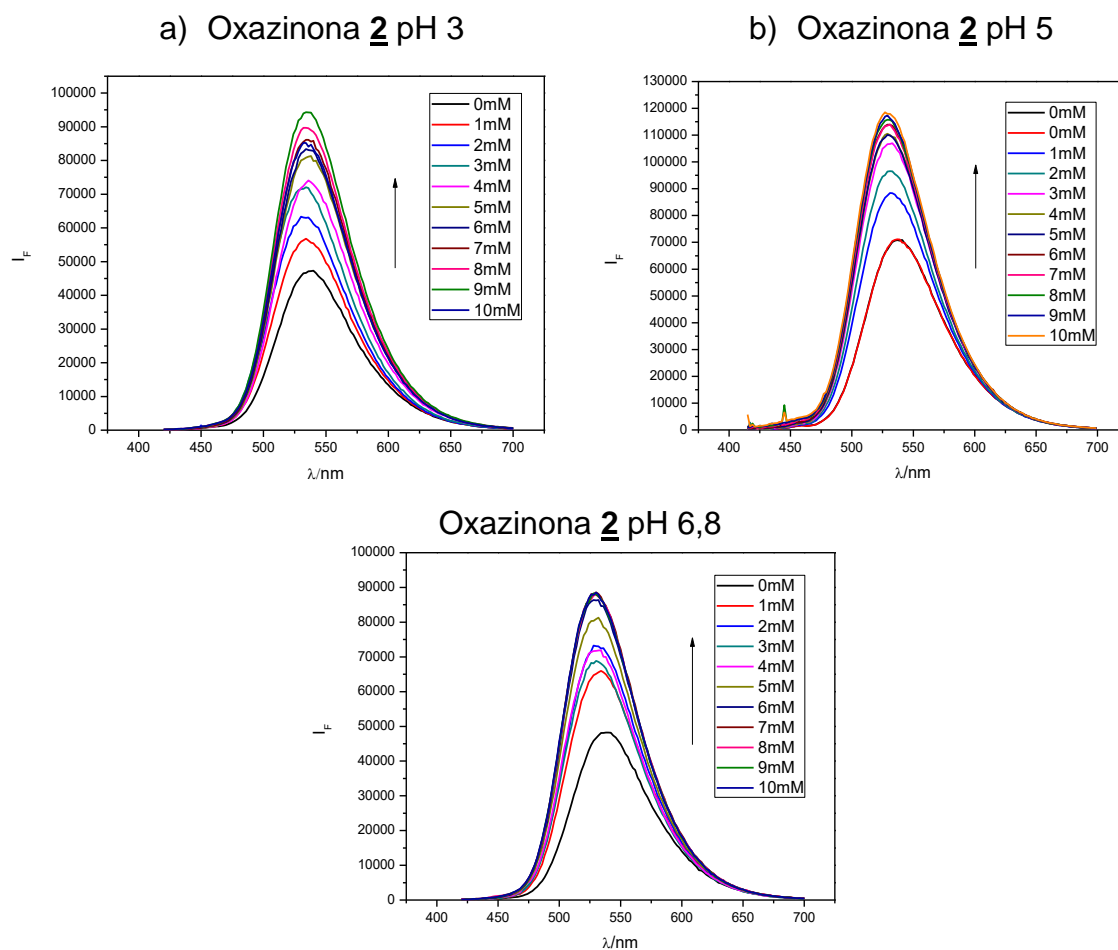 a) Oxazinona 2 pH 3
100000
90000
80000
70000
60000
50000
40000
30000
20000
10000
0
I_F
400 450 500 550 600 650 700
λ/nm
0mM
1mM
2mM
3mM
4mM
5mM
6mM
7mM
8mM
9mM
10mM
b) Oxazinona 2 pH 5
130000
120000
110000
100000
90000
80000
70000
60000
50000
40000
30000
20000
10000
0
I_F
400 450 500 550 600 650 700
λ/nm
0mM
0mM
1mM
2mM
3mM
4mM
5mM
6mM
7mM
8mM
9mM
10mM
Oxazinona 2 pH 6,8
100000
90000
80000
70000
60000
50000
40000
30000
20000
10000
0
I_F
400 450 500 550 600 650 700
λ/nm
0mM
1mM
2mM
3mM
4mM
5mM
6mM
7mM
8mM
9mM
10mM